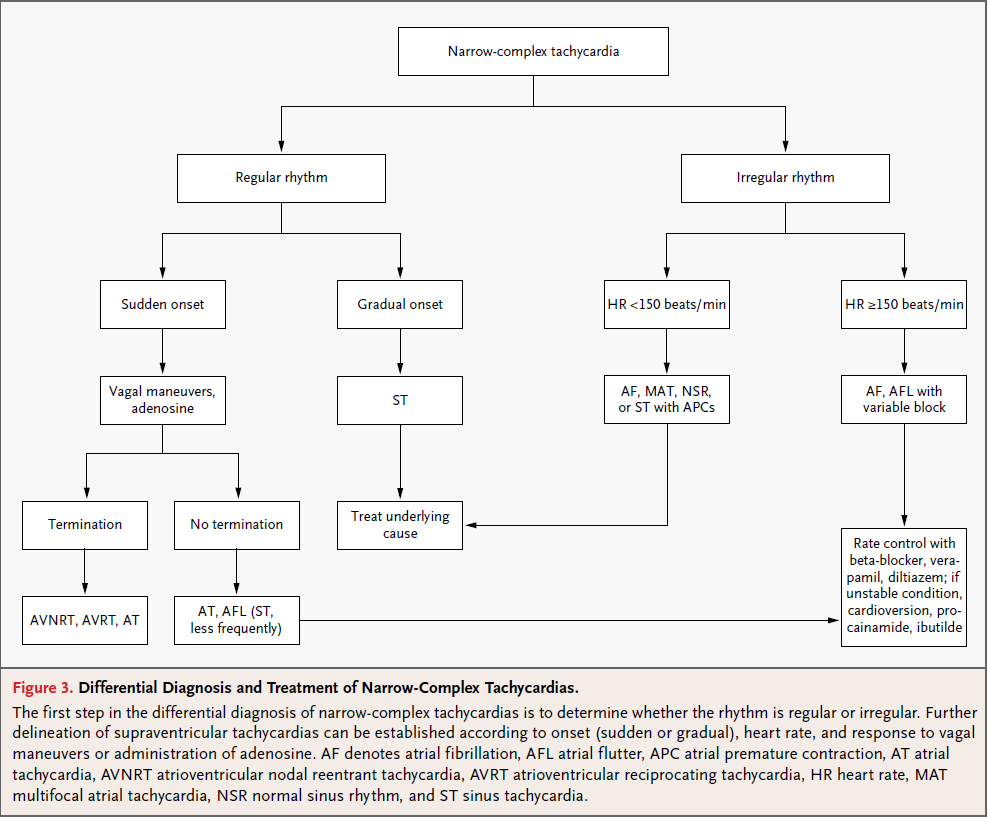 Narrow-complex tachycardia
Regular rhythm
Irregular rhythm
Sudden onset
Gradual onset
HR <150 beats/min
HR ≥150 beats/min
Vagal maneuvers,
adenosine
ST
AF, MAT, NSR,
or ST with APCs
AF, AFL with
variable block
Termination
No termination
Treat underlying
cause
Rate control with
beta-blocker, vera-
pamil, diltiazem; if
unstable condition,
cardioversion, pro-
cainamide, ibutilde
AVNRT, AVRT, AT
AT, AFL (ST,
less frequently)
Figure 3. Differential Diagnosis and Treatment of Narrow-Complex Tachycardias.
The first step in the differential diagnosis of narrow-complex tachycardias is to determine whether the rhythm is regular or irregular. Further
delineation of supraventricular tachycardias can be established according to onset (sudden or gradual), heart rate, and response to vagal
maneuvers or administration of adenosine. AF denotes atrial fibrillation, AFL atrial flutter, APC atrial premature contraction, AT atrial
tachycardia, AVNRT atrioventricular nodal reentrant tachycardia, AVRT atrioventricular reciprocating tachycardia, HR heart rate, MAT
multifocal atrial tachycardia, NSR normal sinus rhythm, and ST sinus tachycardia.